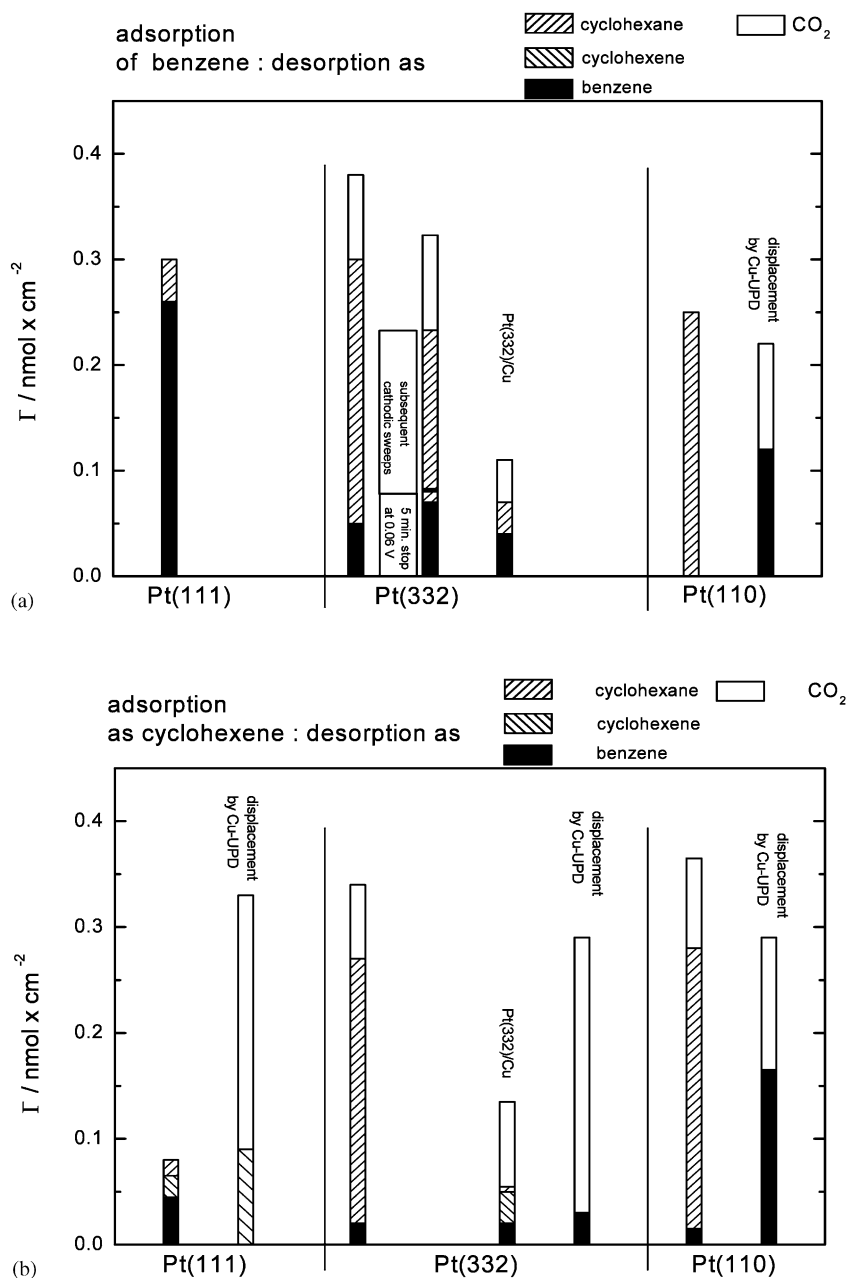 adsorption
of benzene : desorption as
cyclohexane
CO2
cyclohexene
benzene
0.4
0.3
0.2
0.1
0.0
Γ / nmol x cm-2
subsequent
cathodic sweeps
5 min. stop
at 0.06 V
Pt(332)/Cu
displacement
by Cu-UPD
Pt(111)
Pt(332)
Pt(110)
(a)
adsorption
as cyclohexene : desorption as
cyclohexane
CO2
cyclohexene
benzene
0.4
0.3
0.2
0.1
0.0
Γ / nmol x cm-2
displacement
by Cu-UPD
Pt(332)/Cu
displacement
by Cu-UPD
displacement
by Cu-UPD
Pt(111)
Pt(332)
Pt(110)
(b)